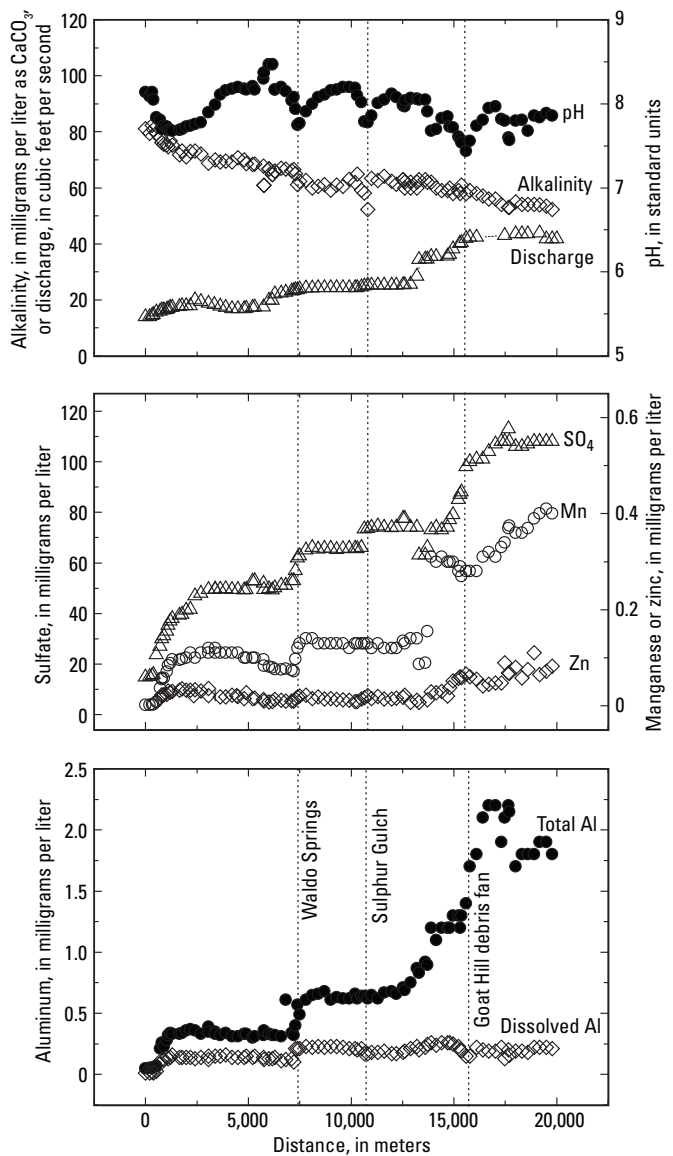 Alkalinity, in milligrams per liter as CaCO₃,
or discharge, in cubic feet per second
120
100
80
60
40
20
0
pH
Alkalinity
Discharge
9
8
7
6
5
pH, in standard units
Sulfate, in milligrams per liter
120
100
80
60
40
20
0
SO₄
Mn
Zn
0.6
0.4
0.2
0
Manganese or zinc, in milligrams per liter
Aluminum, in milligrams per liter
2.5
2.0
1.5
1.0
0.5
0
Waldo Springs
Sulphur Gulch
Goat Hill debris fan
Total Al
Dissolved Al
0 5,000 10,000 15,000 20,000
Distance, in meters